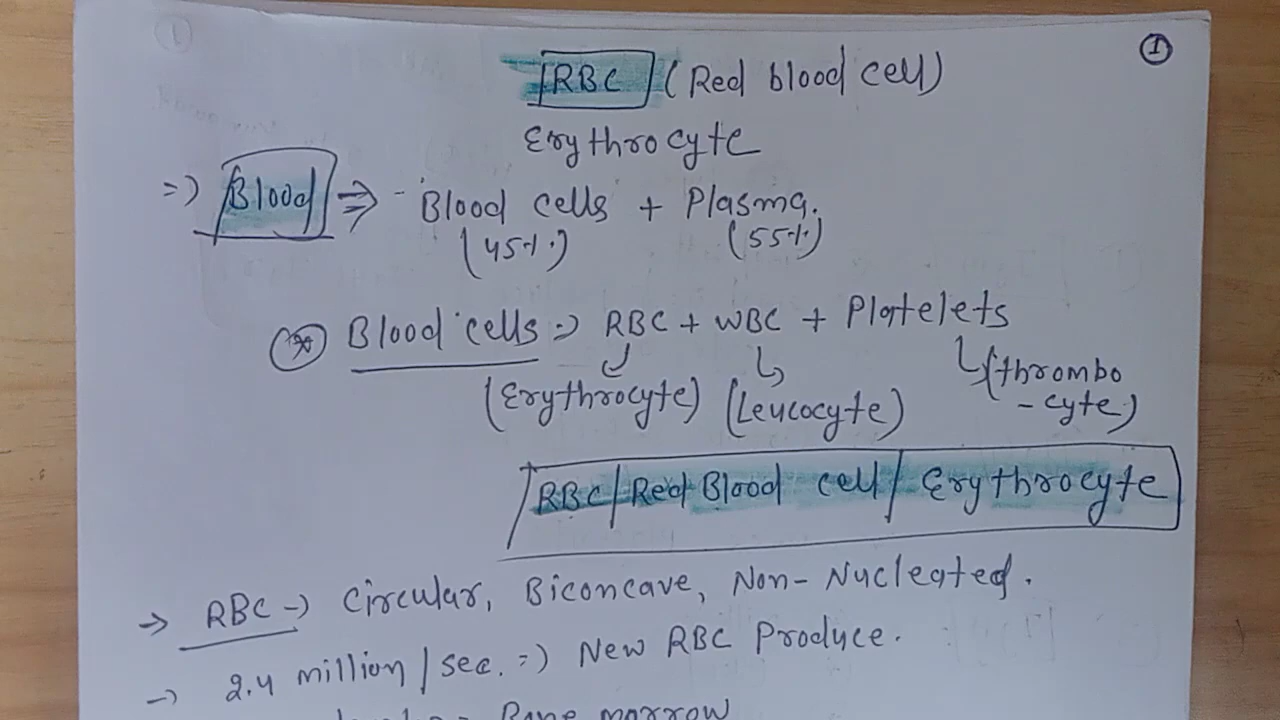 1
RBC (Red blood cell)
Erythrocyte
=> Blood => Blood cells + Plasma.
(45%) (55%)
Blood cells => RBC + WBC + Platelets
(Erythrocyte) (Leucocyte) (thrombo
-cyte)
RBC/Red Blood cell/Erythrocyte
→ RBC → Circular, Biconcave, Non-Nucleated.
→ 2.4 million/sec. => New RBC Produce.
Bone marrow